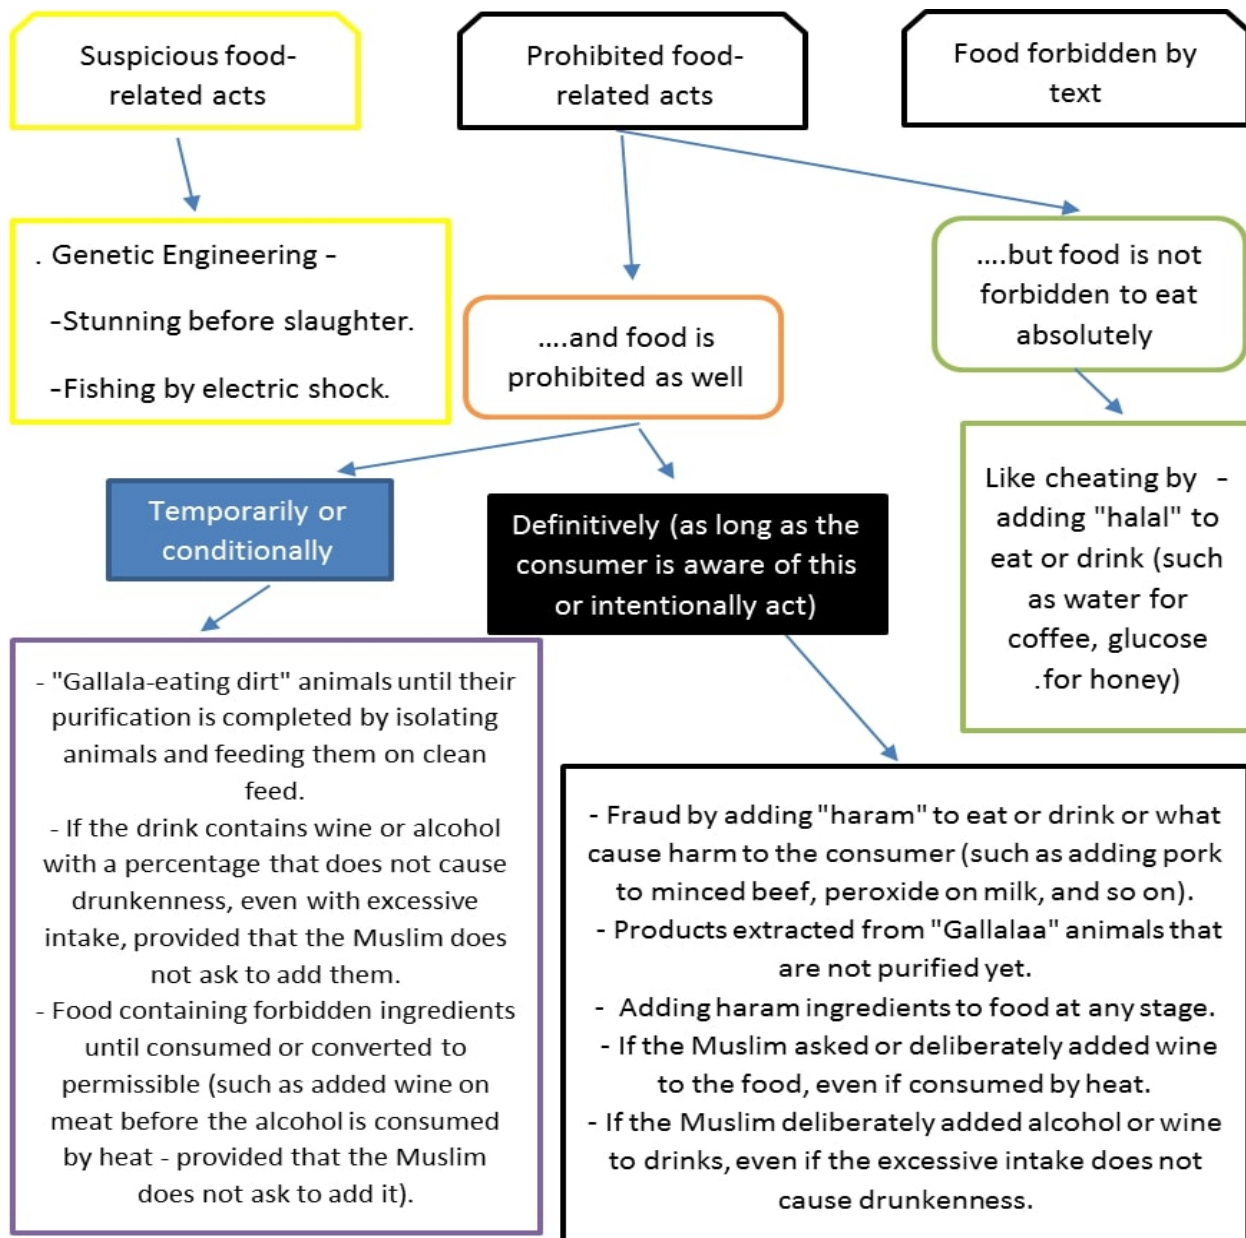 Suspicious food-
related acts
Prohibited food-
related acts
Food forbidden by
text
. Genetic Engineering -
-Stunning before slaughter.
-Fishing by electric shock.
....and food is
prohibited as well
....but food is not
forbidden to eat
absolutely
Temporarily or
conditionally
Definitively (as long as the
consumer is aware of this
or intentionally act)
Like cheating by -
adding "halal" to
eat or drink (such
as water for
coffee, glucose
.for honey)
- "Gallala-eating dirt" animals until their
purification is completed by isolating
animals and feeding them on clean
feed.
- If the drink contains wine or alcohol
with a percentage that does not cause
drunkenness, even with excessive
intake, provided that the Muslim does
not ask to add them.
- Food containing forbidden ingredients
until consumed or converted to
permissible (such as added wine on
meat before the alcohol is consumed
by heat - provided that the Muslim
does not ask to add it).
- Fraud by adding "haram" to eat or drink or what
cause harm to the consumer (such as adding pork
to minced beef, peroxide on milk, and so on).
- Products extracted from "Gallalaa" animals that
are not purified yet.
- Adding haram ingredients to food at any stage.
- If the Muslim asked or deliberately added wine
to the food, even if consumed by heat.
- If the Muslim deliberately added alcohol or wine
to drinks, even if the excessive intake does not
cause drunkenness.